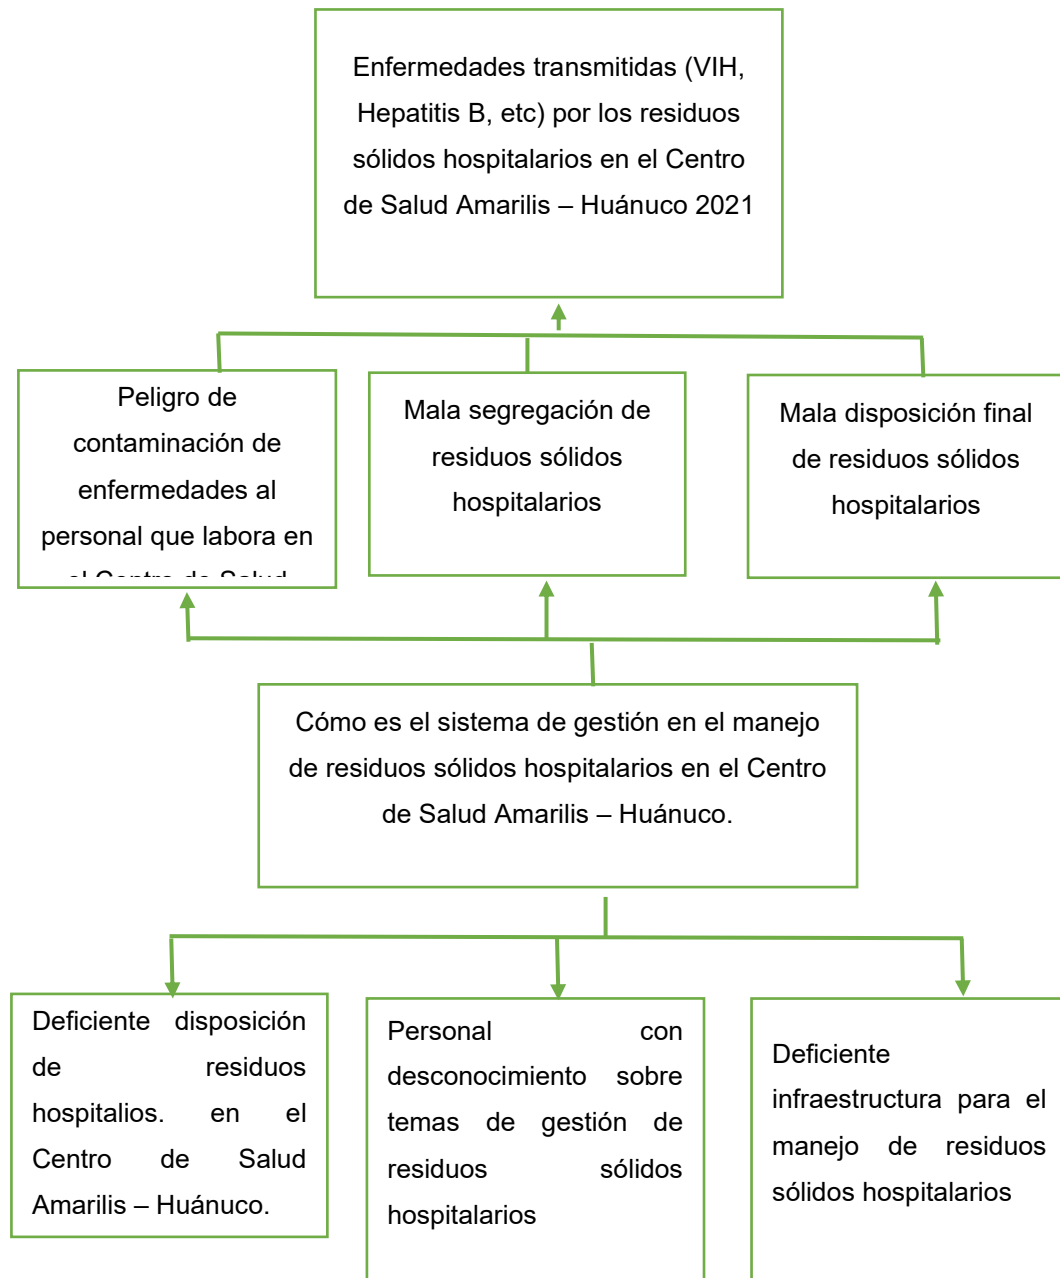 Enfermedades transmitidas (VIH,
Hepatitis B, etc) por los residuos
sólidos hospitalarios en el Centro
de Salud Amarilis – Huánuco 2021
Peligro de
contaminación de
enfermedades al
personal que labora en
el Centro de Salud
Mala segregación de
residuos sólidos
hospitalarios
Mala disposición final
de residuos sólidos
hospitalarios
Cómo es el sistema de gestión en el manejo
de residuos sólidos hospitalarios en el Centro
de Salud Amarilis – Huánuco.
Deficiente disposición
de residuos
hospitalios. en el
Centro de Salud
Amarilis – Huánuco.
Personal con
desconocimiento sobre
temas de gestión de
residuos sólidos
hospitalarios
Deficiente
infraestructura para el
manejo de residuos
sólidos hospitalarios